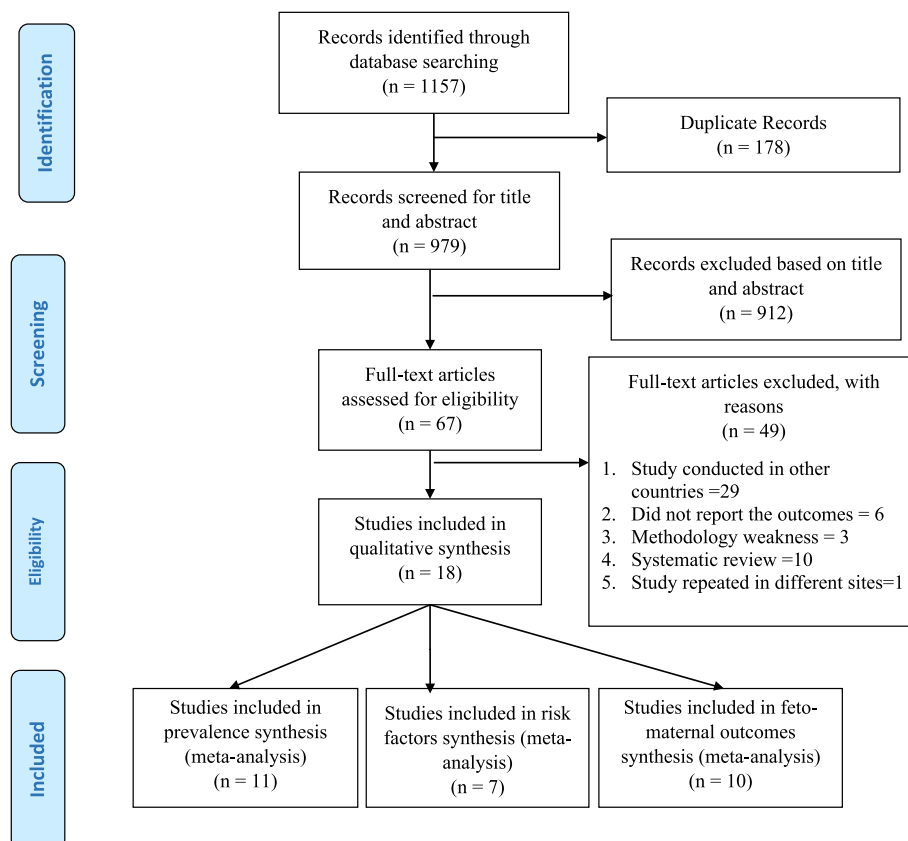 Identification
Records identified through
database searching
(n = 1157)
Duplicate Records
(n = 178)
Records screened for title
and abstract
(n = 979)
Screening
Records excluded based on title
and abstract
(n = 912)
Full-text articles
assessed for eligibility
(n = 67)
Full-text articles excluded, with
reasons
(n = 49)
1. Study conducted in other
countries =29
2. Did not report the outcomes = 6
3. Methodology weakness = 3
4. Systematic review =10
5. Study repeated in different sites=1
Eligibility
Studies included in
qualitative synthesis
(n = 18)
Included
Studies included in
prevalence synthesis
(meta-analysis)
(n = 11)
Studies included in risk
factors synthesis (meta-
analysis)
(n = 7)
Studies included in feto-
maternal outcomes
synthesis (meta-analysis)
(n = 10)